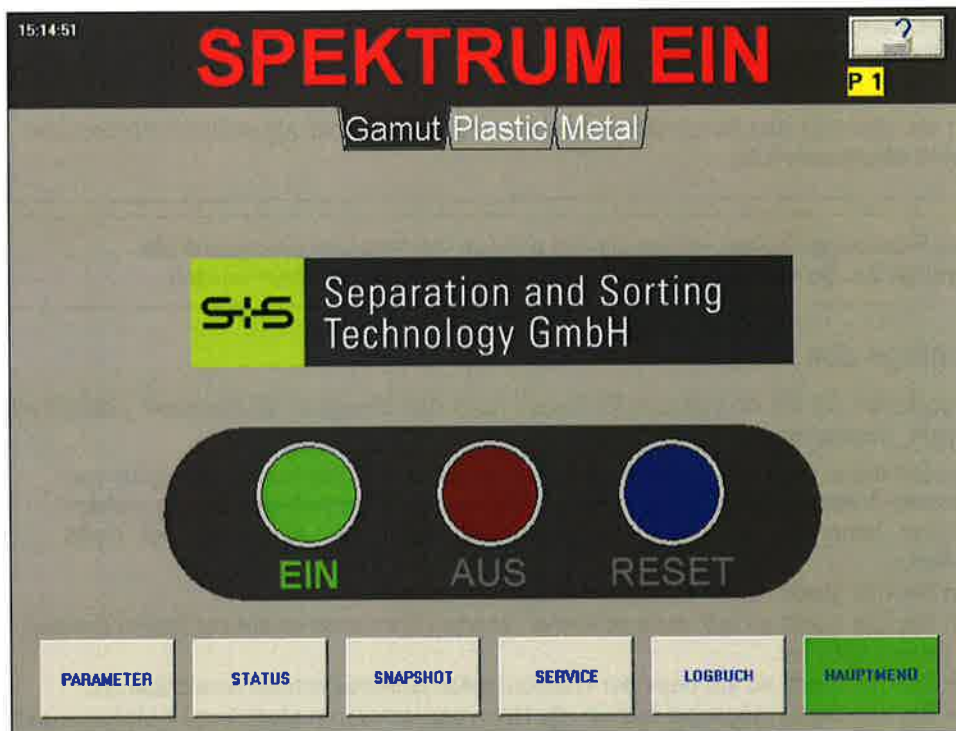 15:14:51
SPEKTRUM EIN
?
P 1
Gamut Plastic Metal
S+S Separation and Sorting
Technology GmbH
EIN AUS RESET
PARAMETER STATUS SNAPSHOT SERVICE LOGBUCH HAUPTMENÜ